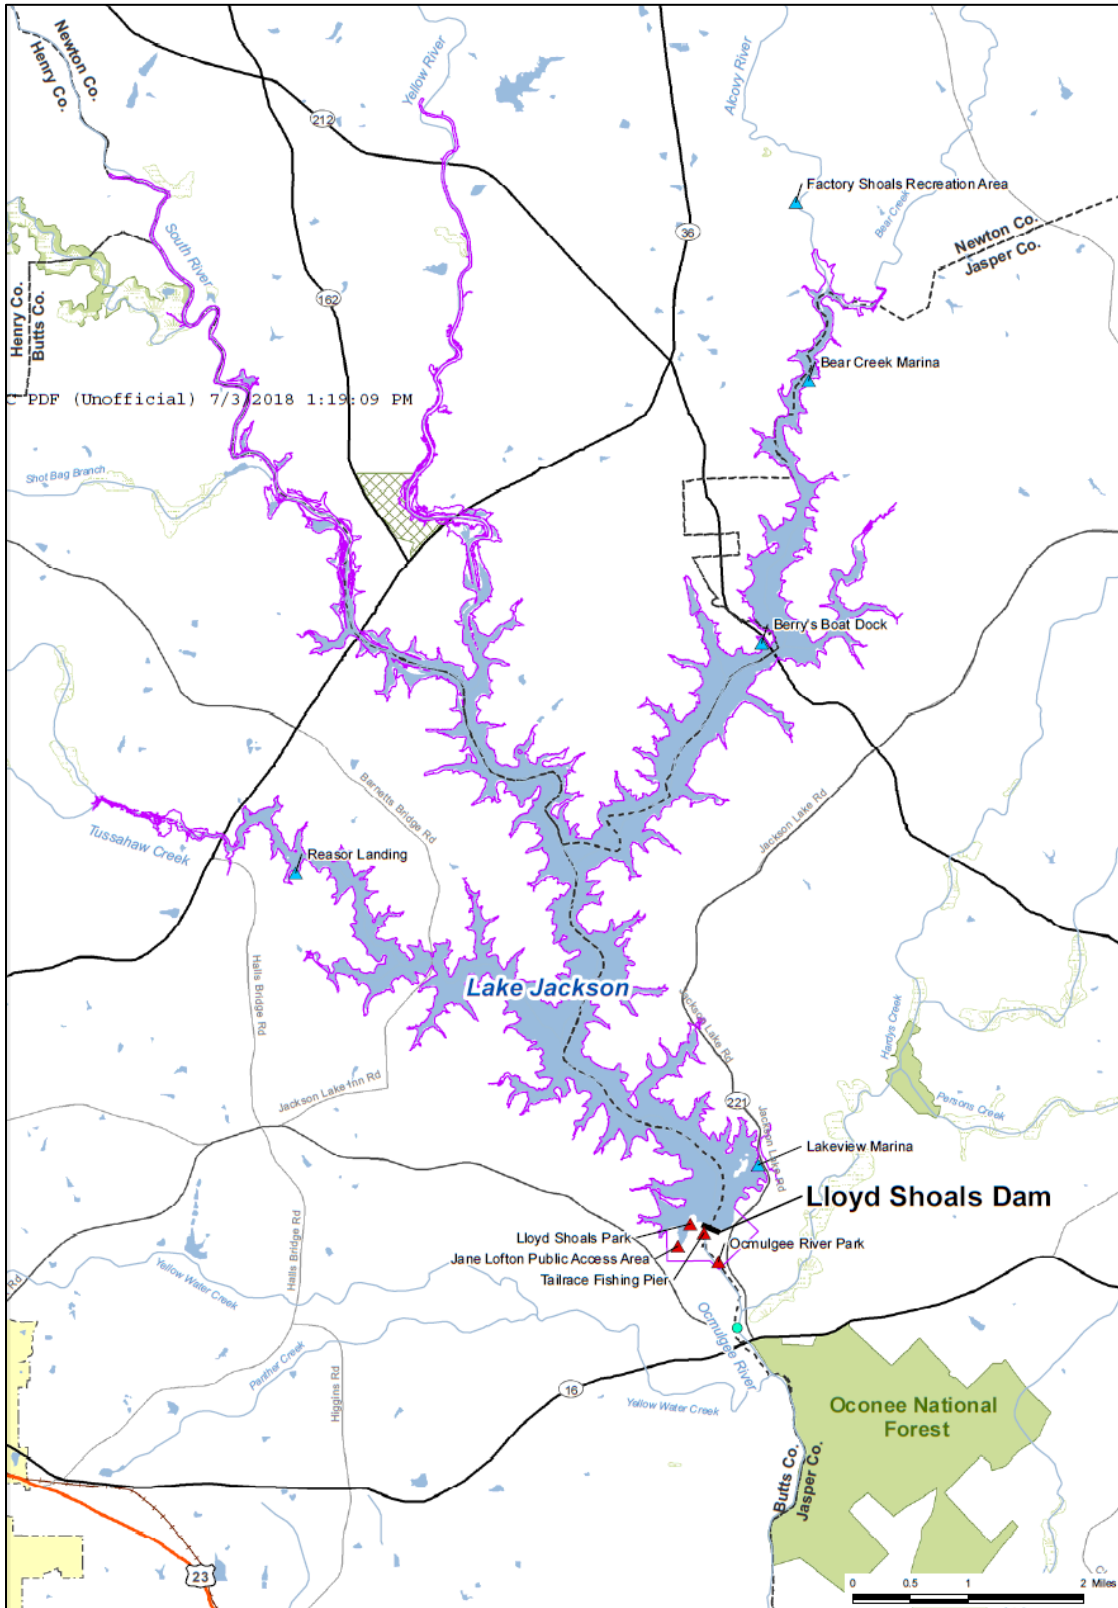 Newton Co.
Henry Co.
Yellow River
Alcovy River
212
Factory Shoals Recreation Area
Bear Creek
36
Newton Co.
Jasper Co.
South River
162
Henry Co.
Butts Co.
Bear Creek Marina
PDF (Unofficial) 7/3/2018 1:19:09 PM
Shot Bag Branch
Berry's Boat Dock
Barnetts Bridge Rd
Jackson Lake Rd
Tussahaw Creek
Reasor Landing
Halls Bridge Rd
Lake Jackson
Jackson Lake Rd
Hardys Creek
Jackson Lake Inn Rd
221
Persons Creek
Jackson Lake Rd
Lakeview Marina
Lloyd Shoals Dam
Halls Bridge Rd
Lloyd Shoals Park
Ocmulgee River Park
Jane Lofton Public Access Area
Tailrace Fishing Pier
Rd
Yellow Water Creek
Ocmulgee River
Panther Creek
Higgins Rd
16
Yellow Water Creek
Oconee National
Forest
Butts Co.
Jasper Co.
23
0 0.5 1 2 Miles